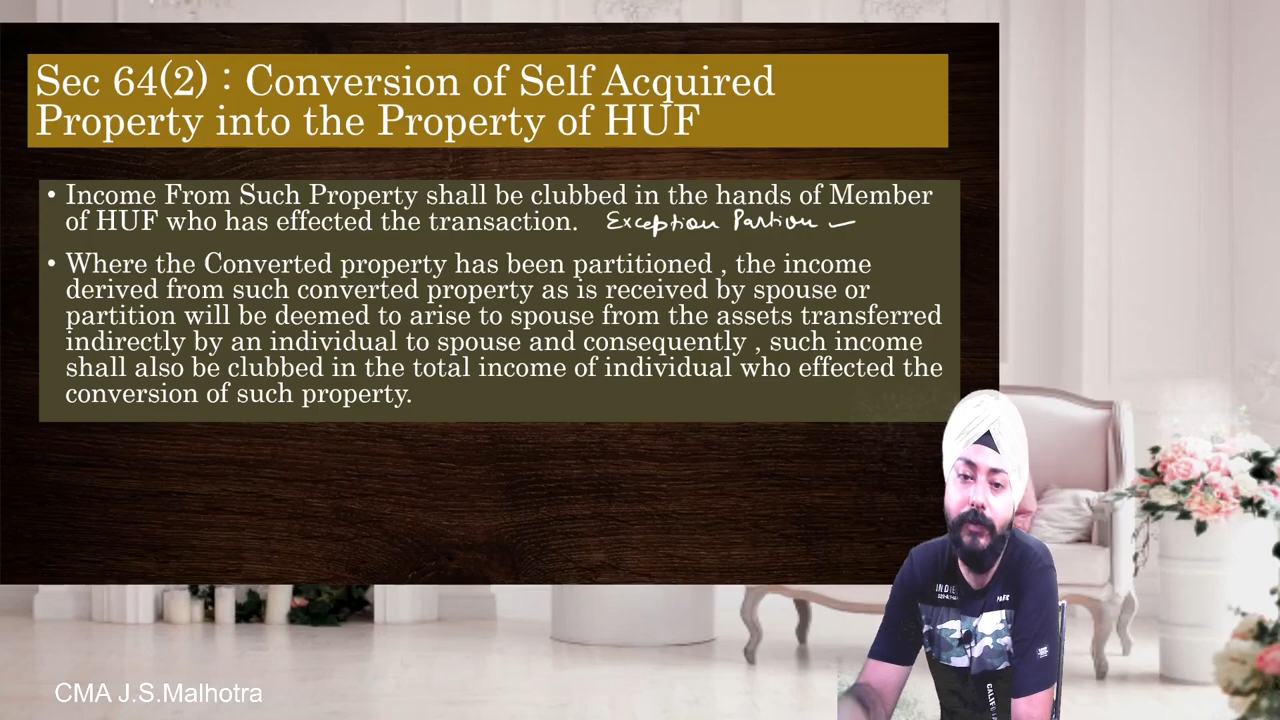 Sec 64(2) : Conversion of Self Acquired
Property into the Property of HUF
• Income From Such Property shall be clubbed in the hands of Member
of HUF who has effected the transaction. Exception Partion
• Where the Converted property has been partitioned , the income
derived from such converted property as is received by spouse or
partition will be deemed to arise to spouse from the assets transferred
indirectly by an individual to spouse and consequently , such income
shall also be clubbed in the total income of individual who effected the
conversion of such property.
CMA J.S.Malhotra